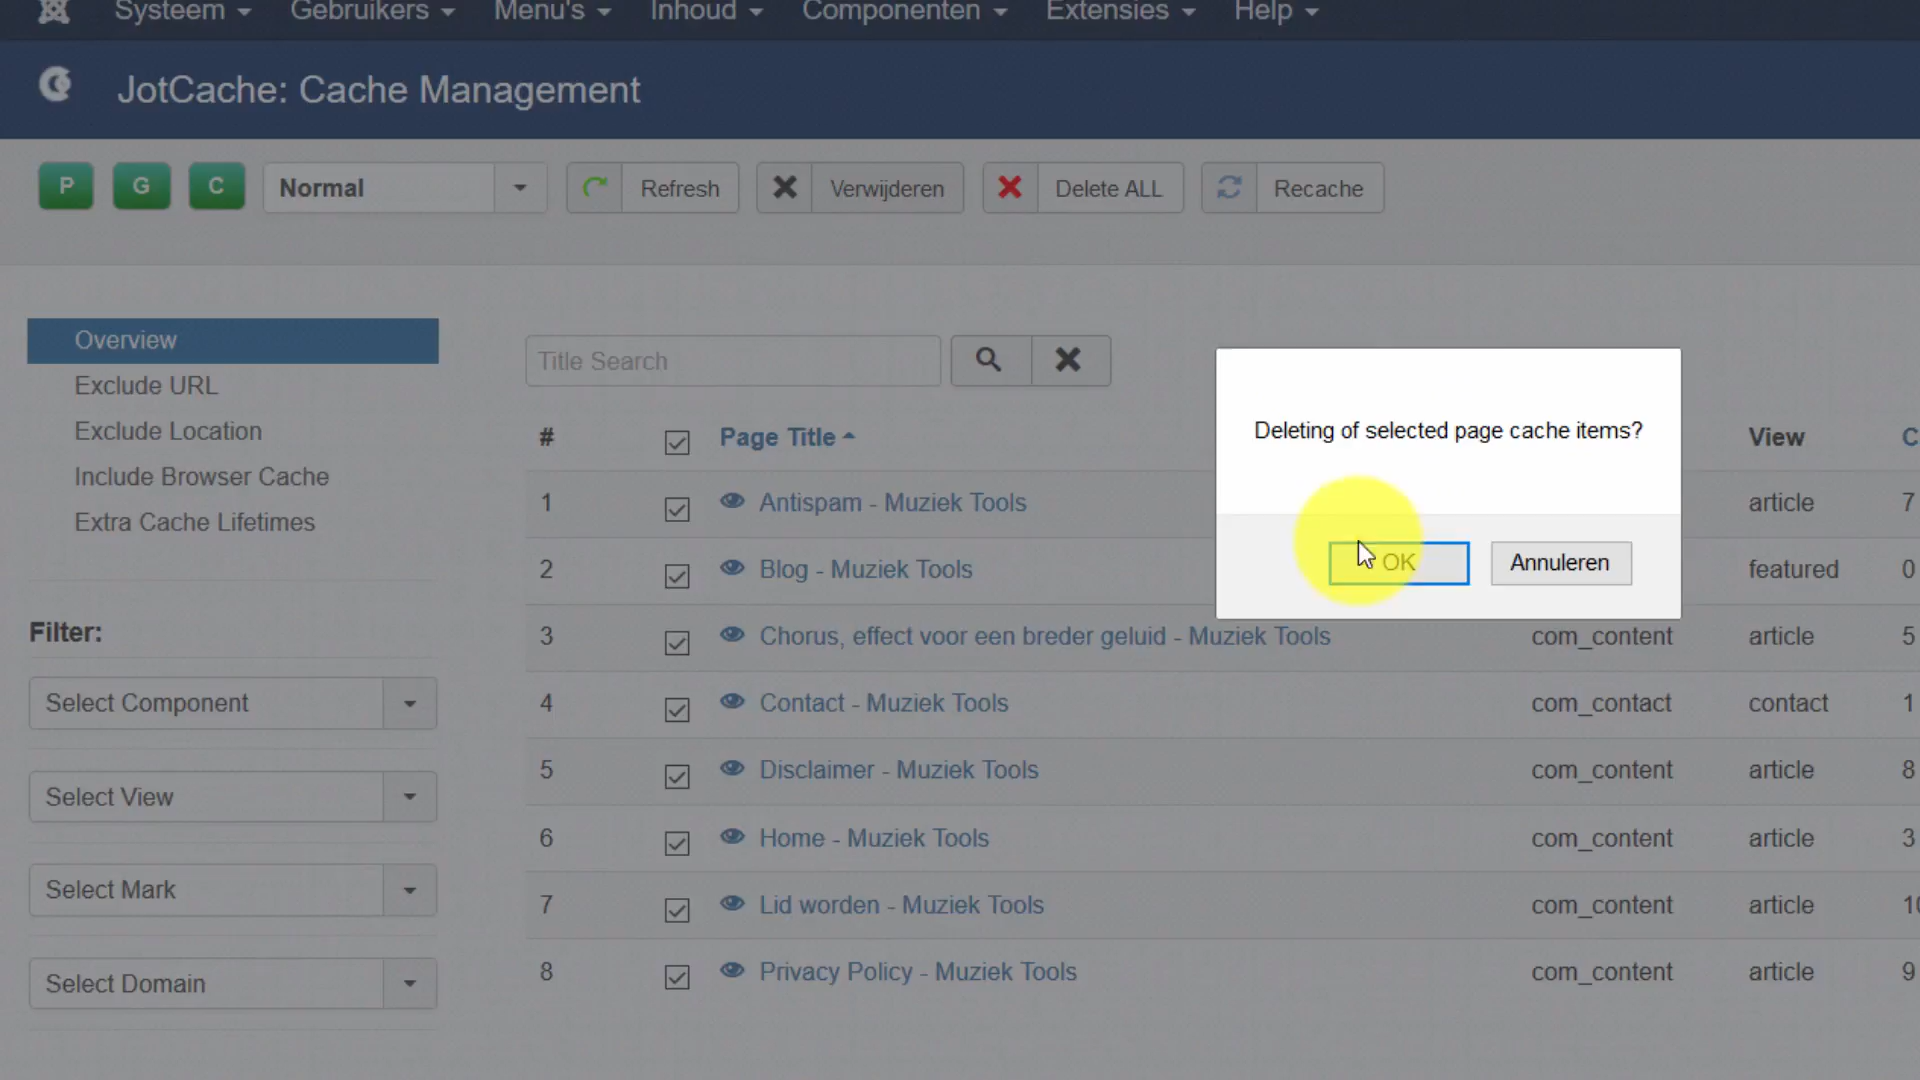 Systeem Gebruikers Menu's Inhoud Componenten Extensies Help
JotCache: Cache Management
P G C Normal Refresh Verwijderen Delete ALL Recache
Overview
Exclude URL
Exclude Location
Include Browser Cache
Extra Cache Lifetimes
Filter:
Select Component
Select View
Select Mark
Select Domain
Title Search
# Page Title View
1 Antispam - Muziek Tools article 7
2 Blog - Muziek Tools featured 0
3 Chorus, effect voor een breder geluid - Muziek Tools com_content article 5
4 Contact - Muziek Tools com_contact contact 1
5 Disclaimer - Muziek Tools com_content article 8
6 Home - Muziek Tools com_content article 3
7 Lid worden - Muziek Tools com_content article 10
8 Privacy Policy - Muziek Tools com_content article 9
Deleting of selected page cache items?
OK Annuleren